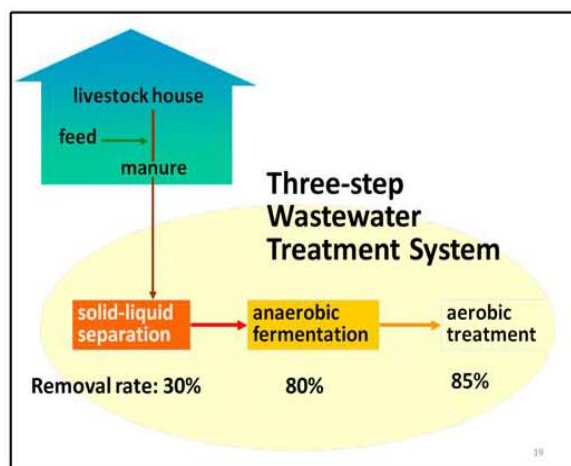 livestock house
feed
manure
Three-step
Wastewater
Treatment System
solid-liquid
separation
anaerobic
fermentation
aerobic
treatment
Removal rate: 30%
80%
85%
19